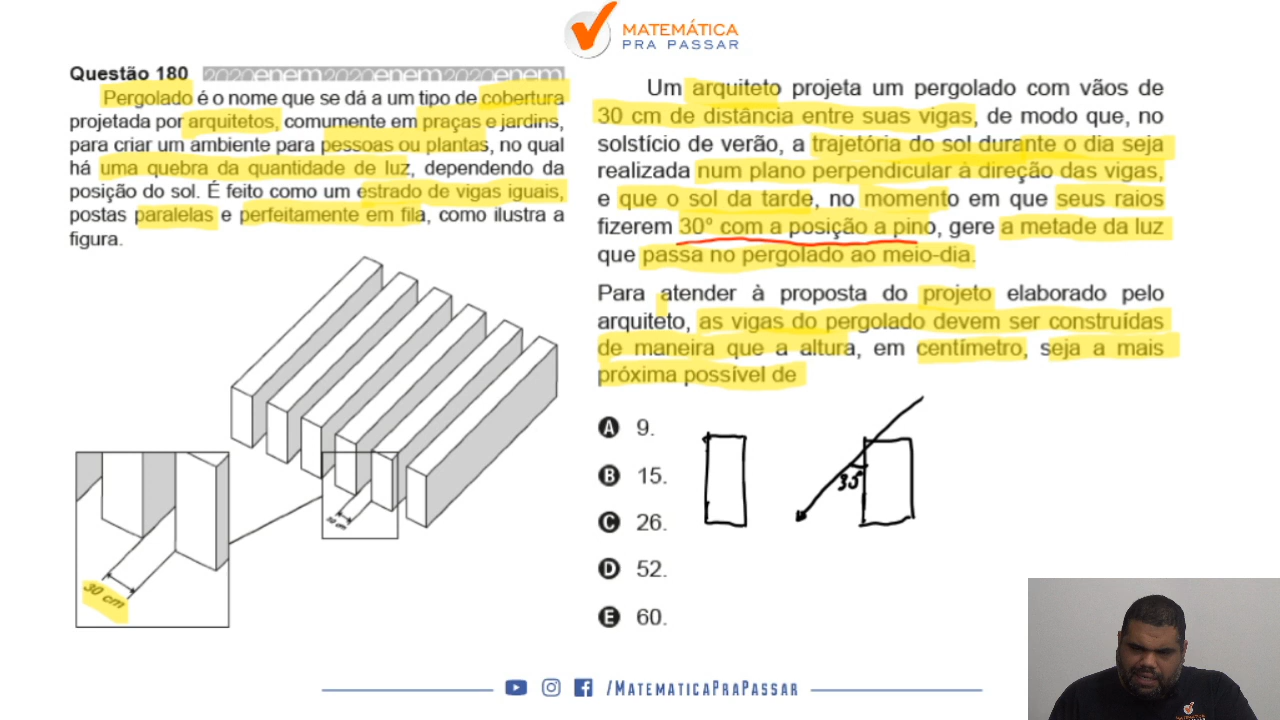 MATEMÁTICA
PRA PASSAR
Questão 180 2020enem2020enem2020enem
Pergolado é o nome que se dá a um tipo de cobertura
projetada por arquitetos, comumente em praças e jardins,
para criar um ambiente para pessoas ou plantas, no qual
há uma quebra da quantidade de luz, dependendo da
posição do sol. É feito como um estrado de vigas iguais,
postas paralelas e perfeitamente em fila, como ilustra a
figura.
30 cm
30 cm
Um arquiteto projeta um pergolado com vãos de
30 cm de distância entre suas vigas, de modo que, no
solstício de verão, a trajetória do sol durante o dia seja
realizada num plano perpendicular à direção das vigas,
e que o sol da tarde, no momento em que seus raios
fizerem 30º com a posição a pino, gere a metade da luz
que passa no pergolado ao meio-dia.
Para atender à proposta do projeto elaborado pelo
arquiteto, as vigas do pergolado devem ser construídas
de maneira que a altura, em centímetro, seja a mais
próxima possível de
A 9.
B 15.
C 26.
D 52.
E 60.
30°
/MATEMATICAPRAPASSAR